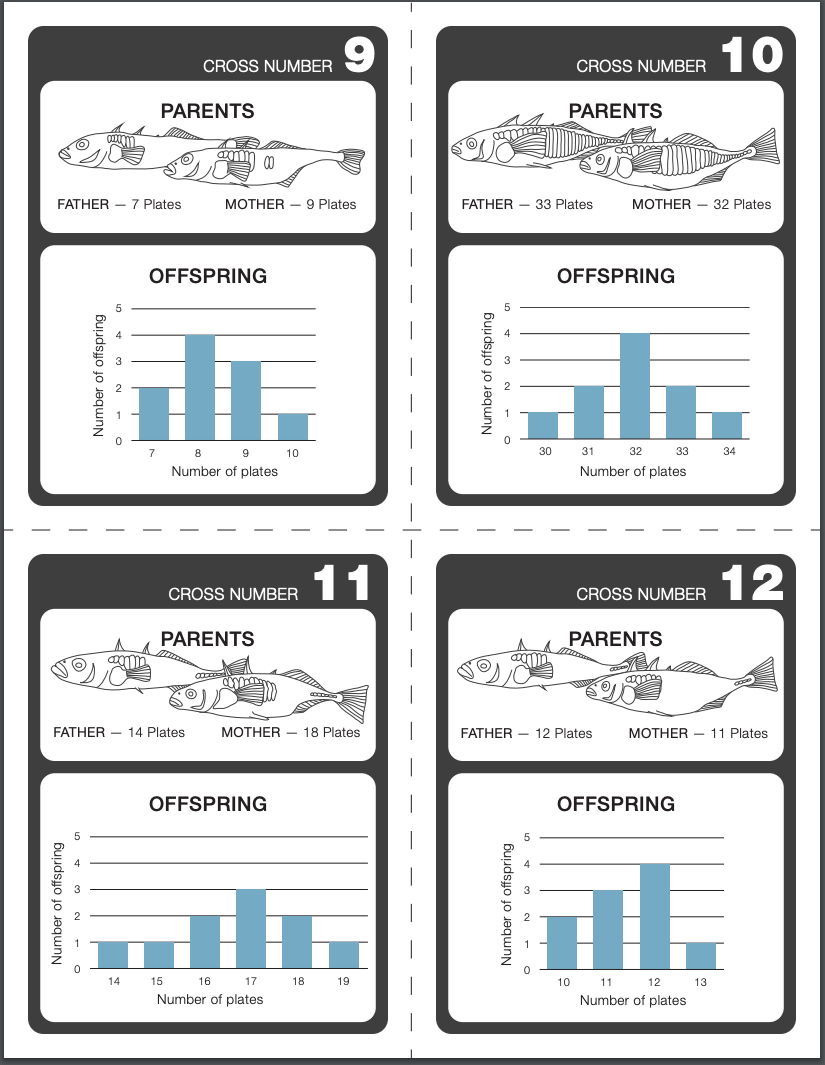 CROSS NUMBER 9
PARENTS
FATHER — 7 Plates
MOTHER — 9 Plates
OFFSPRING
Number of offspring
5
4
3
2
1
0
7 8 9 10
Number of plates
CROSS NUMBER 10
PARENTS
FATHER — 33 Plates
MOTHER — 32 Plates
OFFSPRING
Number of offspring
5
4
3
2
1
0
30 31 32 33 34
Number of plates
CROSS NUMBER 11
PARENTS
FATHER — 14 Plates
MOTHER — 18 Plates
OFFSPRING
Number of offspring
5
4
3
2
1
0
14 15 16 17 18 19
Number of plates
CROSS NUMBER 12
PARENTS
FATHER — 12 Plates
MOTHER — 11 Plates
OFFSPRING
Number of offspring
5
4
3
2
1
0
10 11 12 13
Number of plates